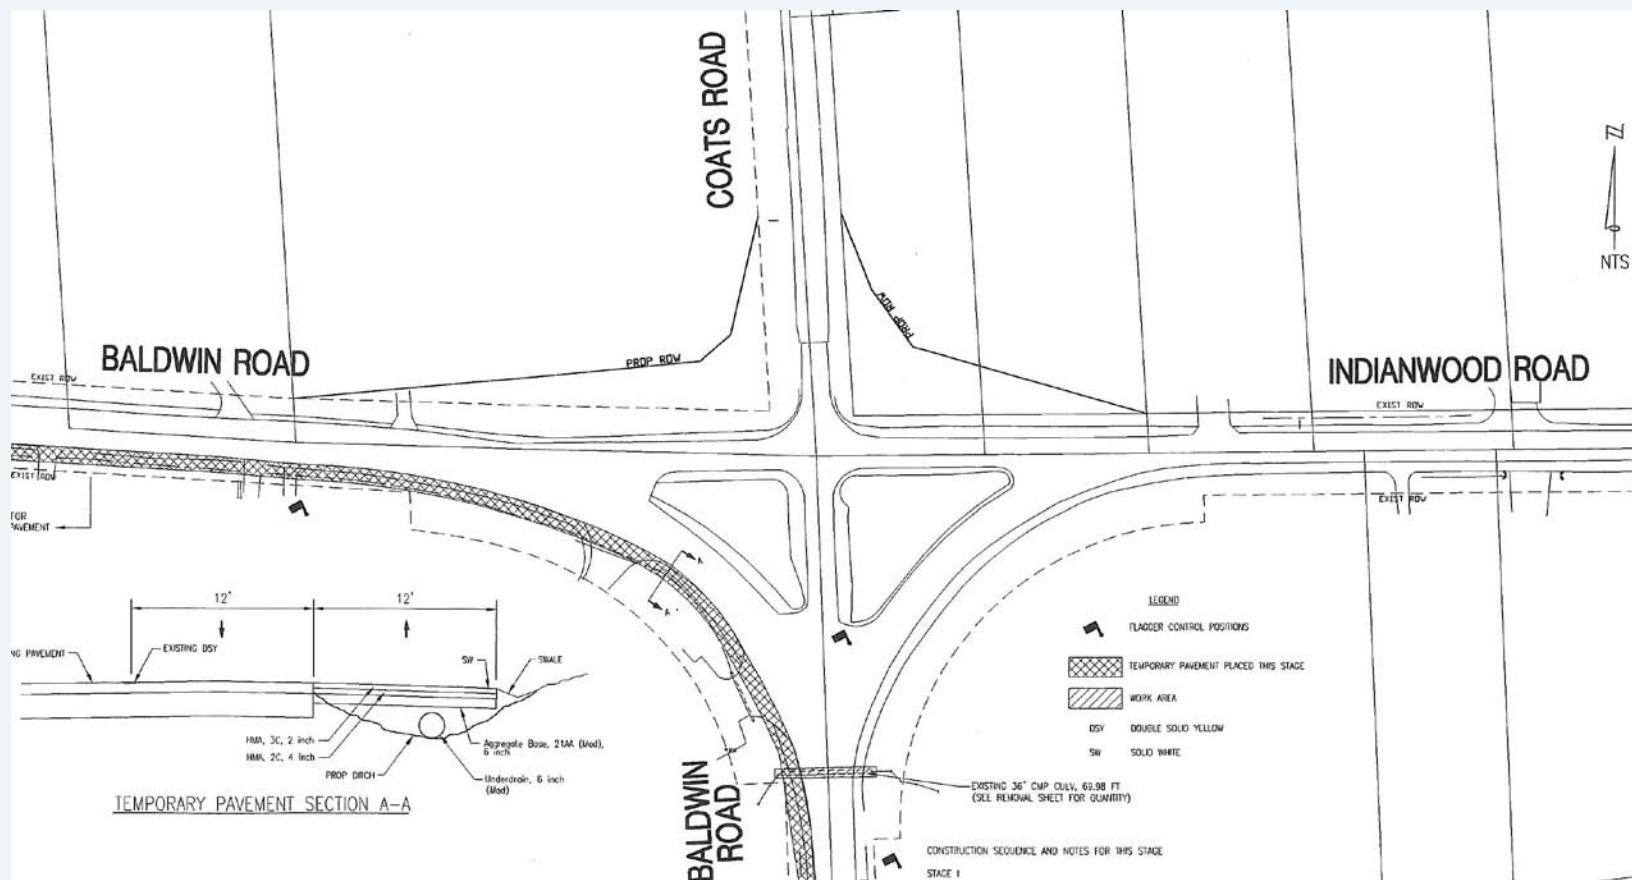 COATS ROAD
NTS
BALDWIN ROAD
EXIST ROW
PROP ROW
PROP ROW
INDIANWOOD ROAD
EXIST ROW
EXIST ROW
EXIST ROW
PAVEMENT
A
A
12'
12'
EXISTING DSY
PAVEMENT
SW
SWALE
HMA, 3C, 2 inch
HMA, 2C, 4 inch
PROP DITCH
Aggregate Base, 21AA (Mod),
6 inch
Underdrain, 6 inch
(Mod)
TEMPORARY PAVEMENT SECTION A-A
LEGEND
FLAGGER CONTROL POSITIONS
TEMPORARY PAVEMENT PLACED THIS STAGE
WORK AREA
DSY DOUBLE SOLID YELLOW
SW SOLID WHITE
BALDWIN
ROAD
EXISTING 36" CMP CULV, 69.98 FT
(SEE REMOVAL SHEET FOR QUANTITY)
CONSTRUCTION SEQUENCE AND NOTES FOR THIS STAGE
STAGE 1